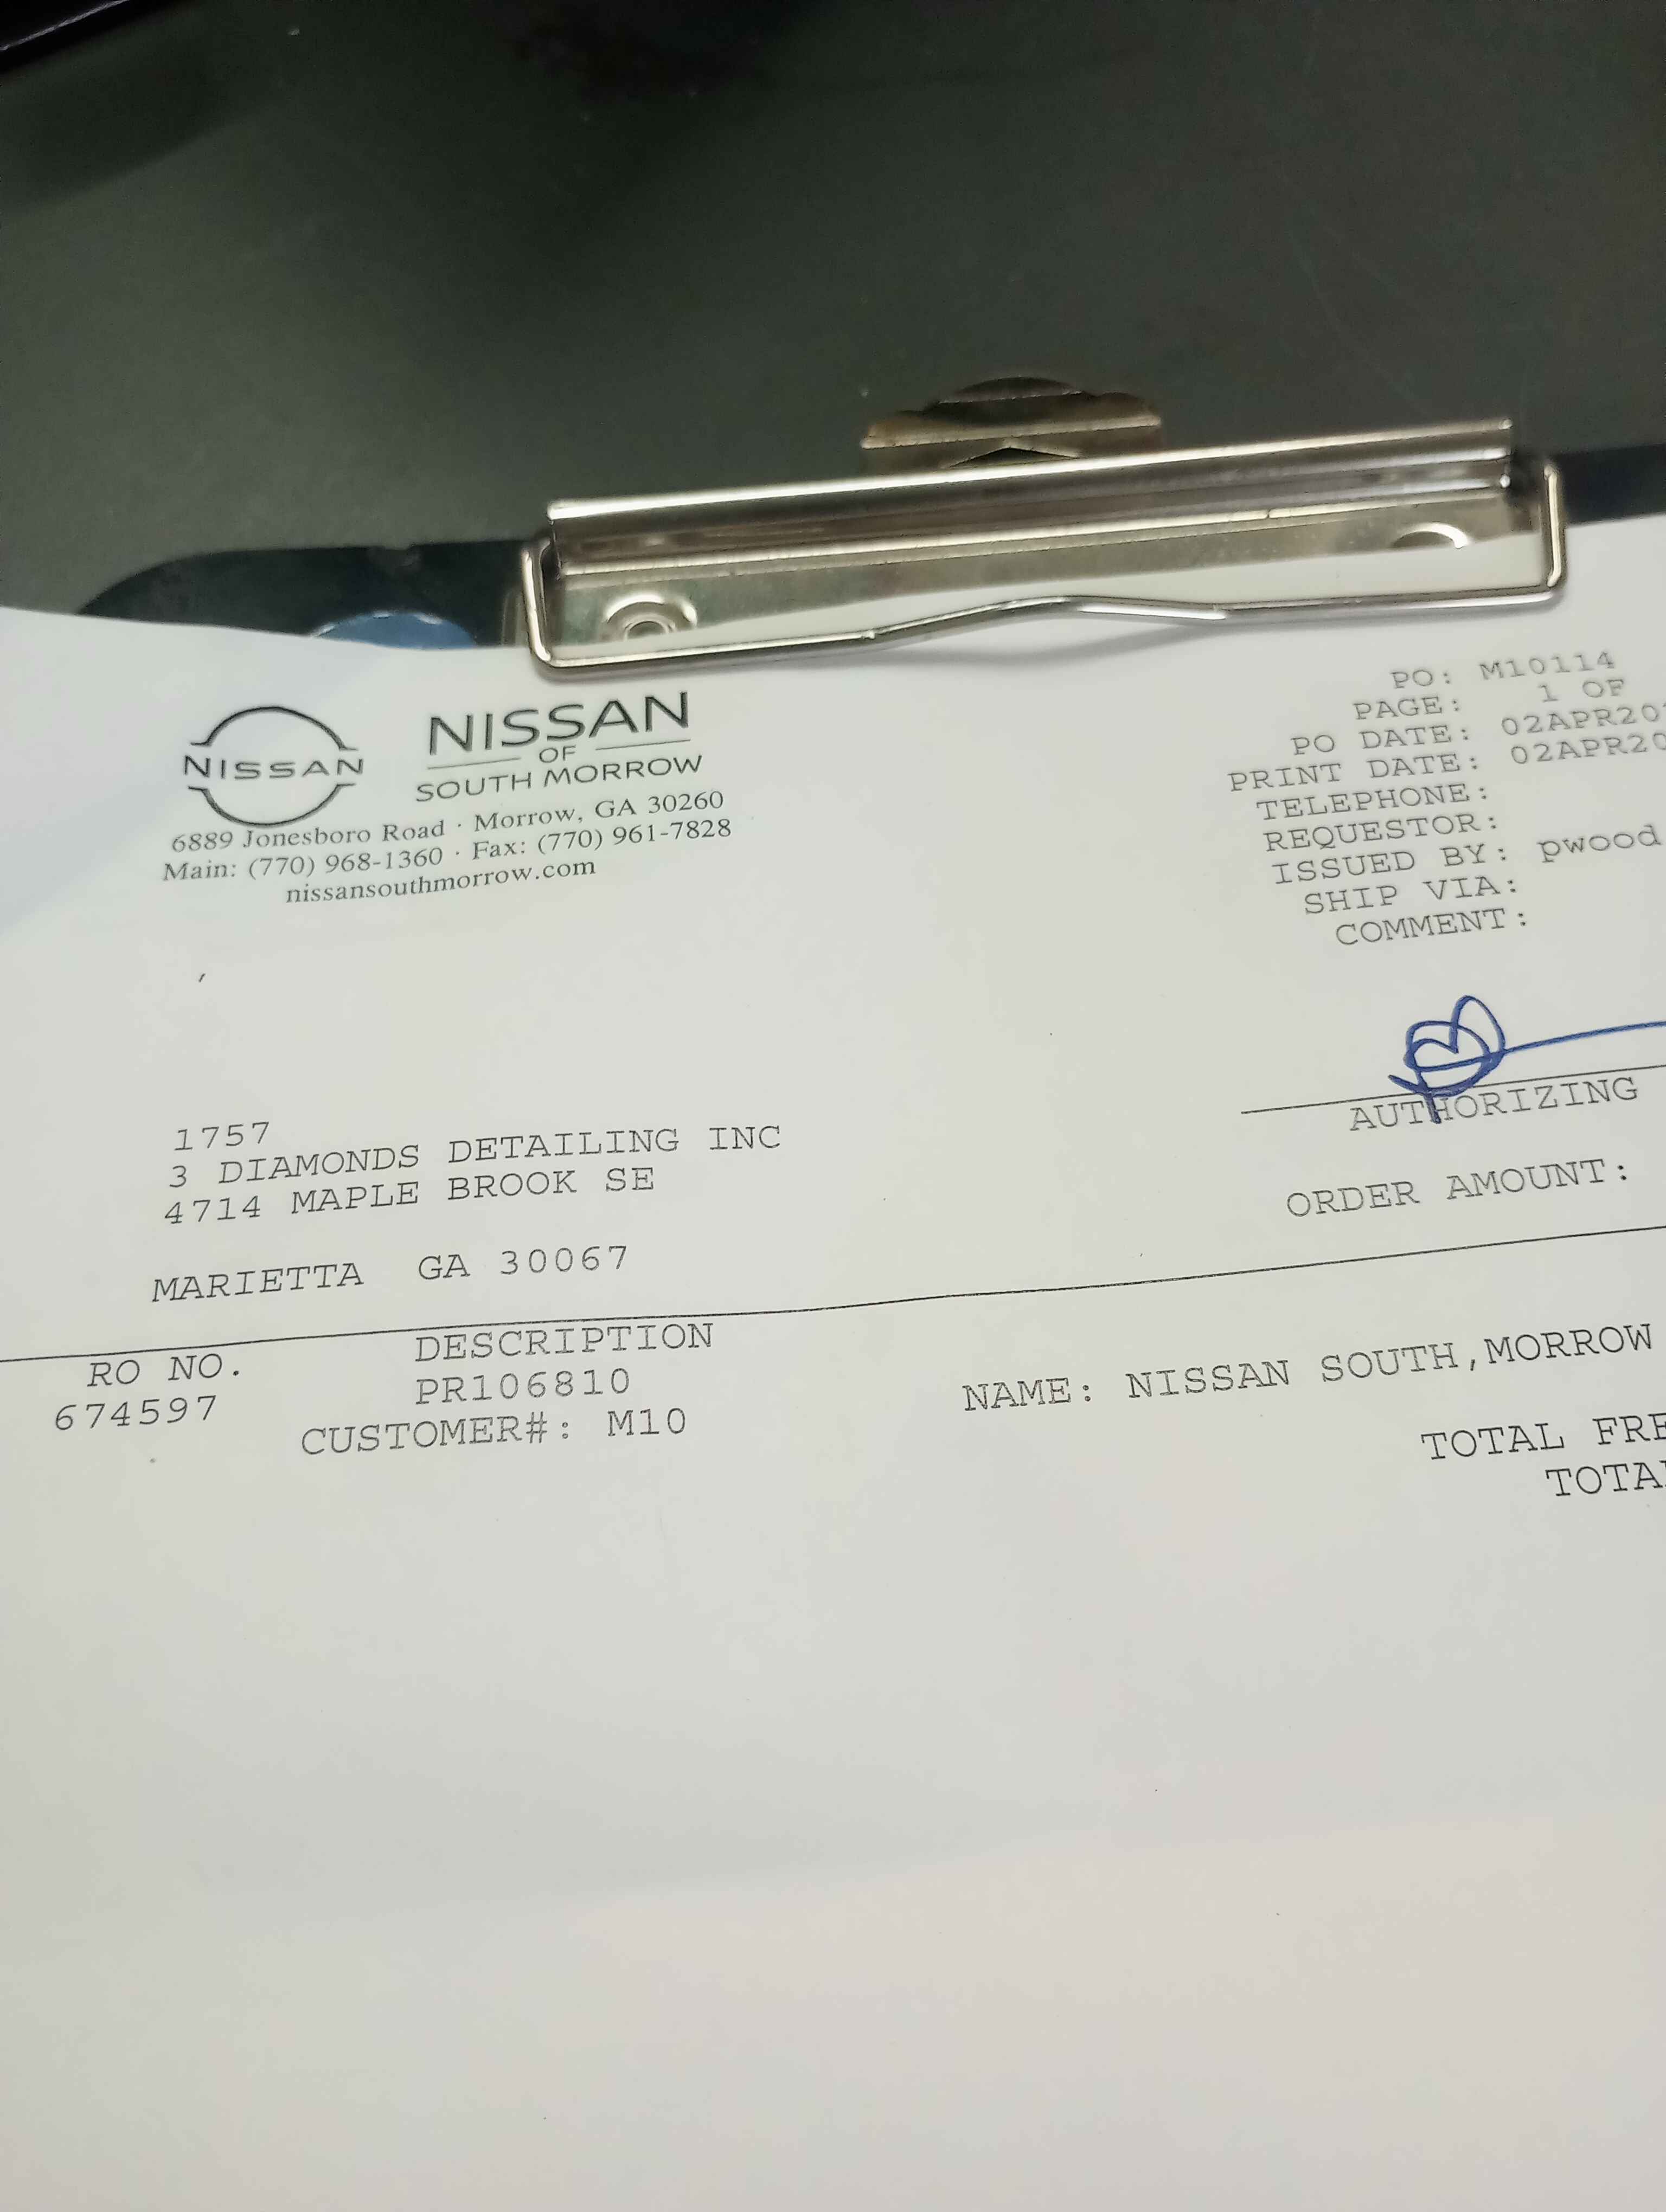 NISSAN
NISSAN
OF
SOUTH MORROW
6889 Jonesboro Road · Morrow, GA 30260
Main: (770) 968-1360 · Fax: (770) 961-7828
nissansouthmorrow.com
PO: M10114
PAGE: 1 OF
PO DATE: 02APR20
PRINT DATE: 02APR20
TELEPHONE:
REQUESTOR:
ISSUED BY: pwood
SHIP VIA:
COMMENT:
AUTHORIZING
ORDER AMOUNT:
1757
3 DIAMONDS DETAILING INC
4714 MAPLE BROOK SE
MARIETTA GA 30067
RO NO. DESCRIPTION
674597 PR106810
CUSTOMER#: M10 NAME: NISSAN SOUTH,MORROW
TOTAL FRE
TOTAL